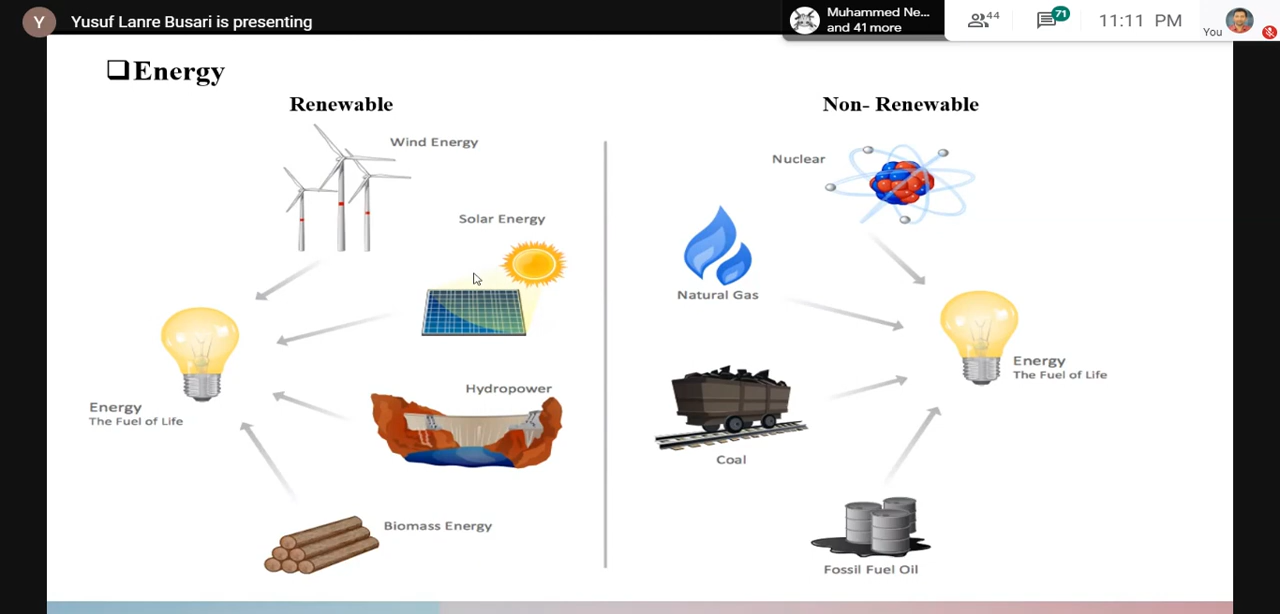 Y
Yusuf Lanre Busari is presenting
Muhammed Ne...
and 41 more
44
71
11:11 PM
You
❑Energy
Renewable
Non- Renewable
Wind Energy
Solar Energy
Hydropower
Biomass Energy
Energy
The Fuel of Life
Nuclear
Natural Gas
Coal
Fossil Fuel Oil
Energy
The Fuel of Life